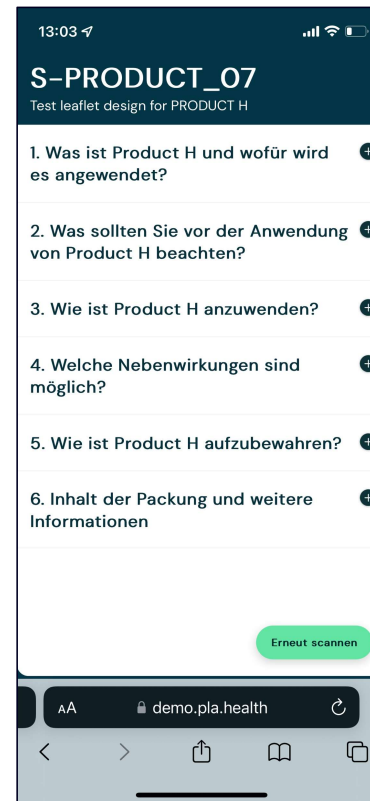 13:03
S-PRODUCT_07
Test leaflet design for PRODUCT H
1. Was ist Product H und wofür wird
es angewendet?
2. Was sollten Sie vor der Anwendung
von Product H beachten?
3. Wie ist Product H anzuwenden?
4. Welche Nebenwirkungen sind
möglich?
5. Wie ist Product H aufzubewahren?
6. Inhalt der Packung und weitere
Informationen
Erneut scannen
AA demo.pla.health